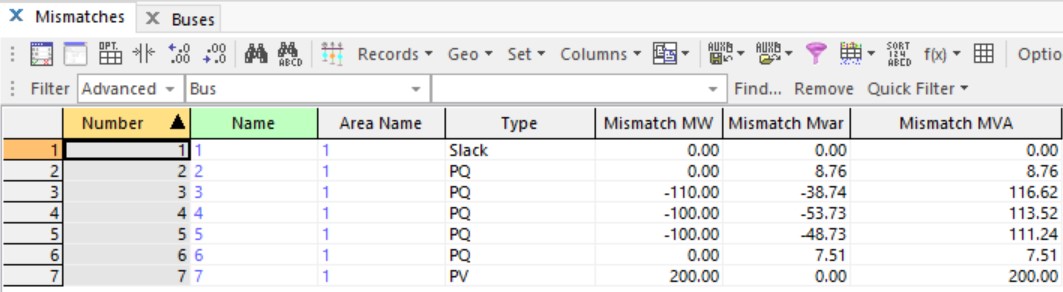 X Mismatches X Buses
OPT. .00 .0 .00 ABCD Records Geo Set Columns AUXB AUXB SORT 124 ABCD f(x) Optio
Filter Advanced Bus Find... Remove Quick Filter
Number Name Area Name Type Mismatch MW Mismatch Mvar Mismatch MVA
1 1 1 1 Slack 0.00 0.00 0.00
2 2 2 1 PQ 0.00 8.76 8.76
3 3 3 1 PQ -110.00 -38.74 116.62
4 4 4 1 PQ -100.00 -53.73 113.52
5 5 5 1 PQ -100.00 -48.73 111.24
6 6 6 1 PQ 0.00 7.51 7.51
7 7 7 1 PV 200.00 0.00 200.00